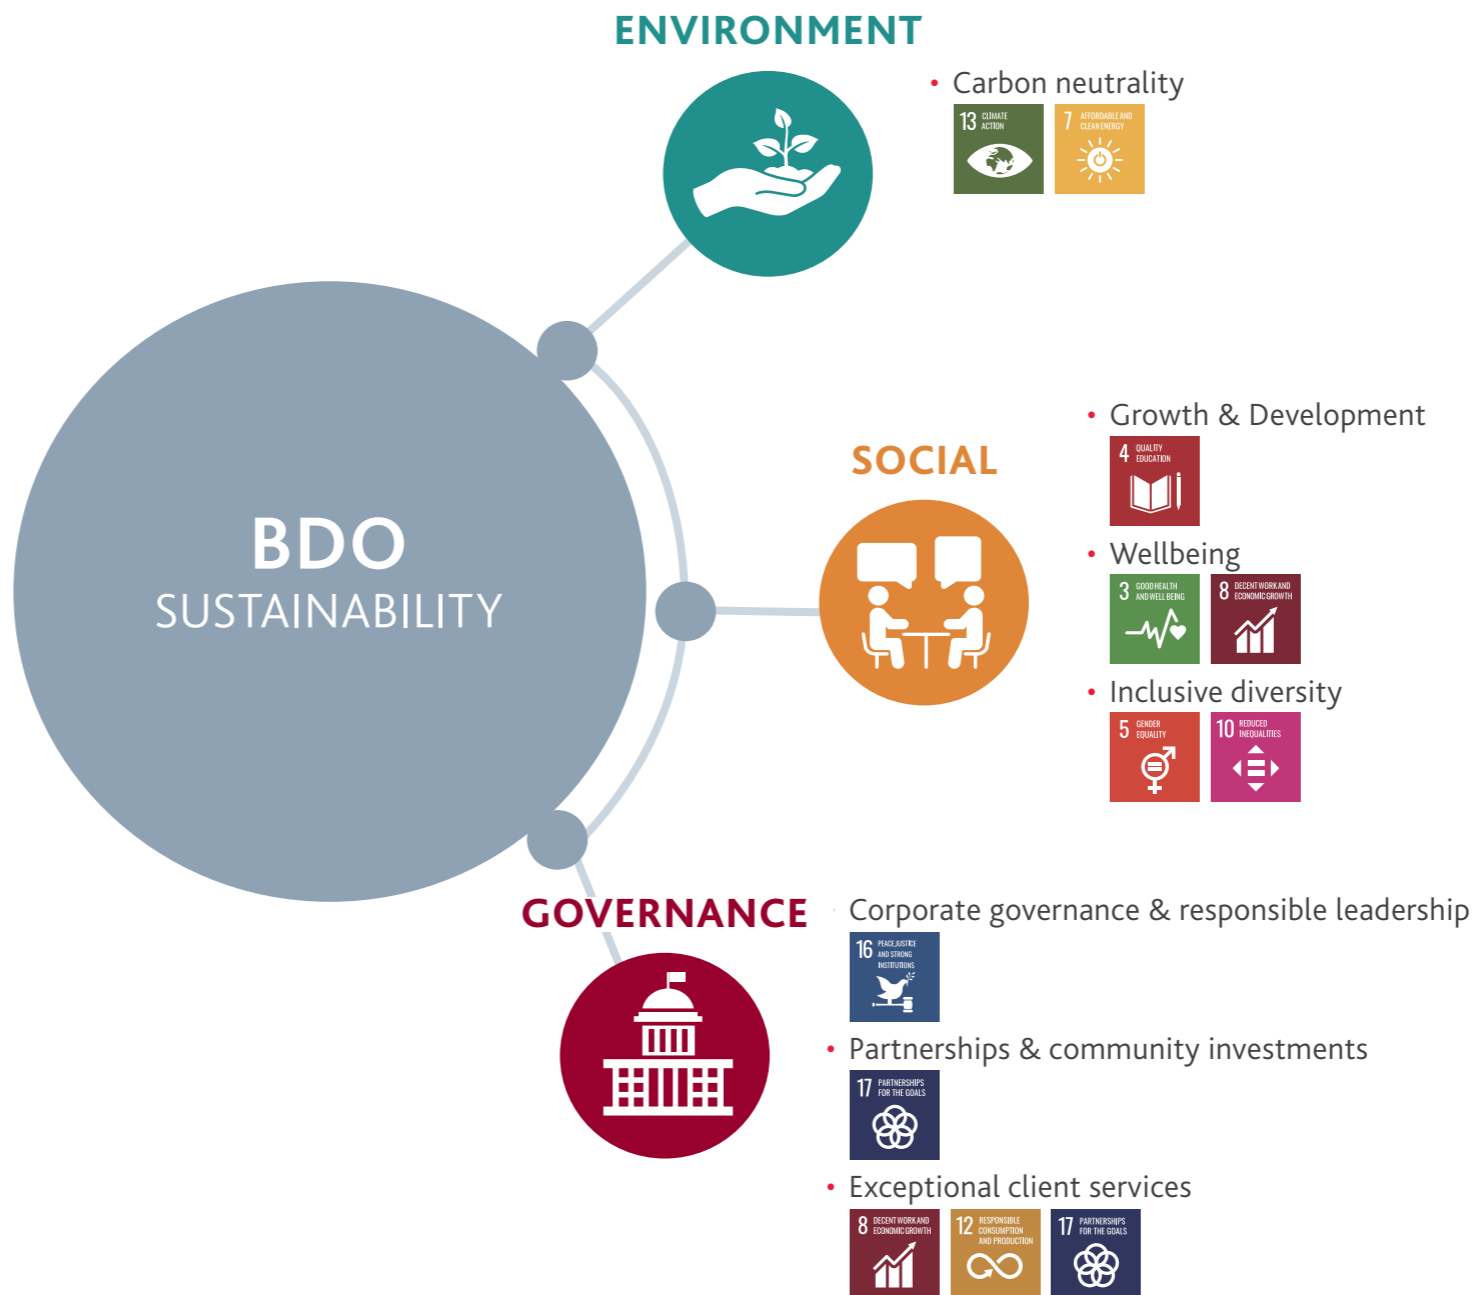 ENVIRONMENT
• Carbon neutrality
13 CLIMATE
ACTION
7 AFFORDABLE AND
CLEAN ENERGY
BDO
SUSTAINABILITY
SOCIAL
• Growth & Development
4 QUALITY
EDUCATION
• Wellbeing
3 GOOD HEALTH
AND WELL BEING
8 DECENT WORK AND
ECONOMIC GROWTH
• Inclusive diversity
5 GENDER
EQUALITY
10 REDUCED
INEQUALITIES
GOVERNANCE
• Corporate governance & responsible leadership
16 PEACE, JUSTICE
AND STRONG
INSTITUTIONS
• Partnerships & community investments
17 PARTNERSHIPS
FOR THE GOALS
• Exceptional client services
8 DECENT WORK AND
ECONOMIC GROWTH
12 RESPONSIBLE
CONSUMPTION
AND PRODUCTION
17 PARTNERSHIPS
FOR THE GOALS